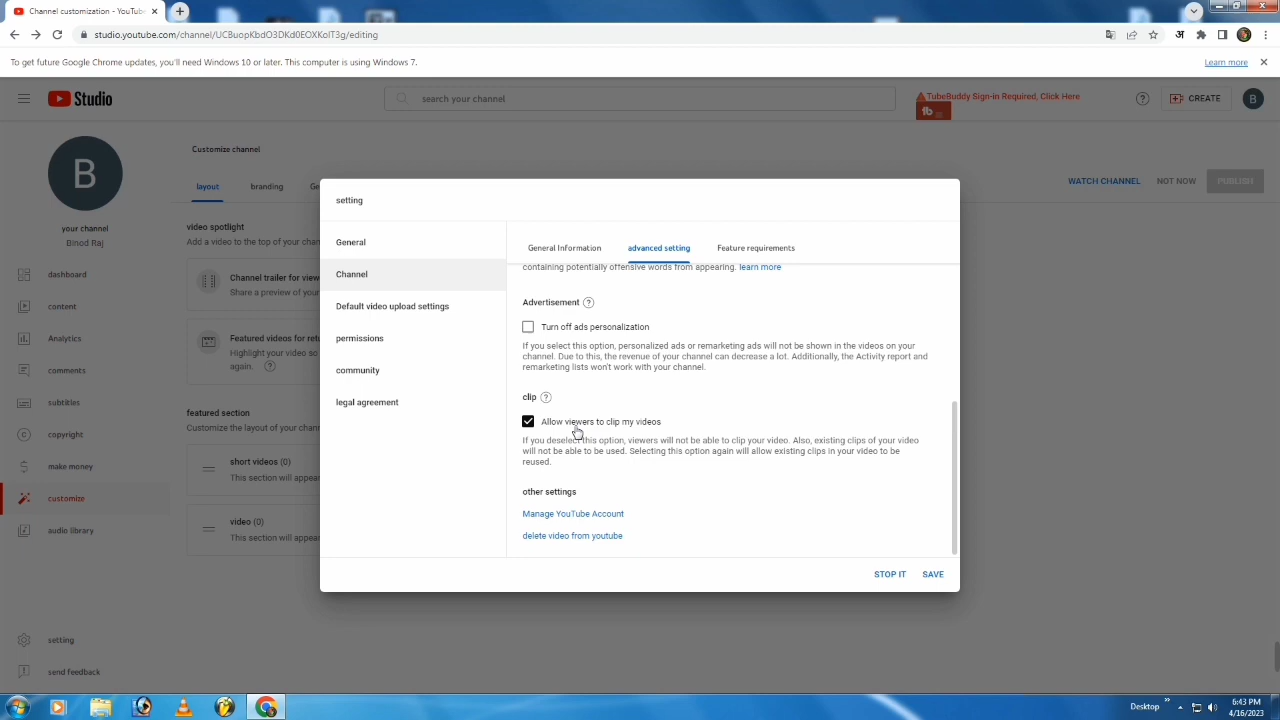 Channel customization - YouTube
studio.youtube.com/channel/UCBuopKbdO3DKd0EOXKolT3g/editing
अ
To get future Google Chrome updates, you'll need Windows 10 or later. This computer is using Windows 7.
Learn more
Studio
search your channel
TubeBuddy Sign-in Required, Click Here
tb
CREATE
B
B
your channel
Binod Raj
dashboard
content
Analytics
comments
subtitles
copyright
make money
customize
audio library
setting
send feedback
Customize channel
layout
branding
WATCH CHANNEL
NOT NOW
PUBLISH
video spotlight
Add a video to the top of your chan
Channel trailer for view
Share a preview of your
Featured videos for retu
Highlight your video so
again.
featured section
Customize the layout of your
short videos (0)
This section will appear
video (0)
This section will appear
setting
General
Channel
Default video upload settings
permissions
community
legal agreement
General Information
advanced setting
Feature requirements
containing potentially offensive words from appearing. learn more
Advertisement
Turn off ads personalization
If you select this option, personalized ads or remarketing ads will not be shown in the videos on your
channel. Due to this, the revenue of your channel can decrease a lot. Additionally, the Activity report and
remarketing lists won't work with your channel.
clip
Allow viewers to clip my videos
If you deselect this option, viewers will not be able to clip your video. Also, existing clips of your video
will not be able to be used. Selecting this option again will allow existing clips in your video to be
reused.
other settings
Manage YouTube Account
delete video from youtube
STOP IT
SAVE
Desktop
6:43 PM
4/16/2023